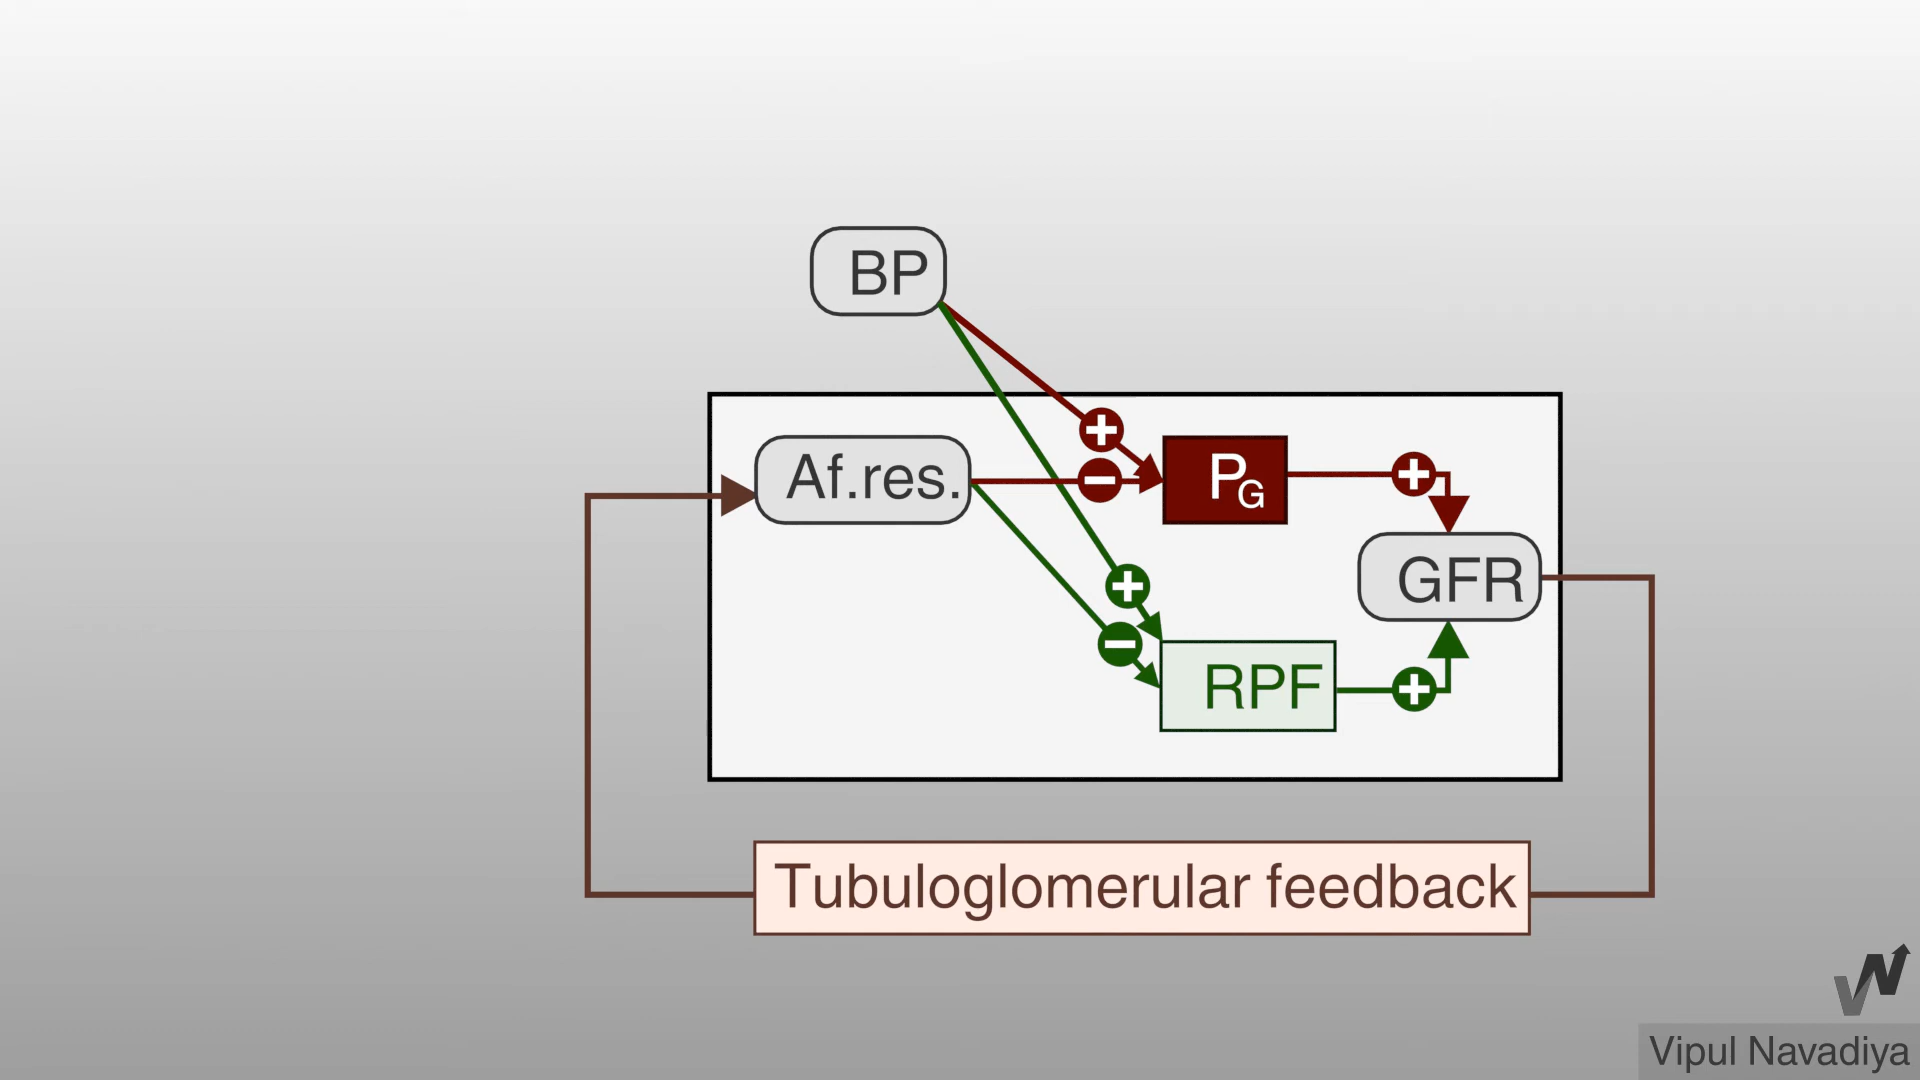 BP
Af.res.
PG
GFR
RPF
Tubuloglomerular feedback
Vipul Navadiya